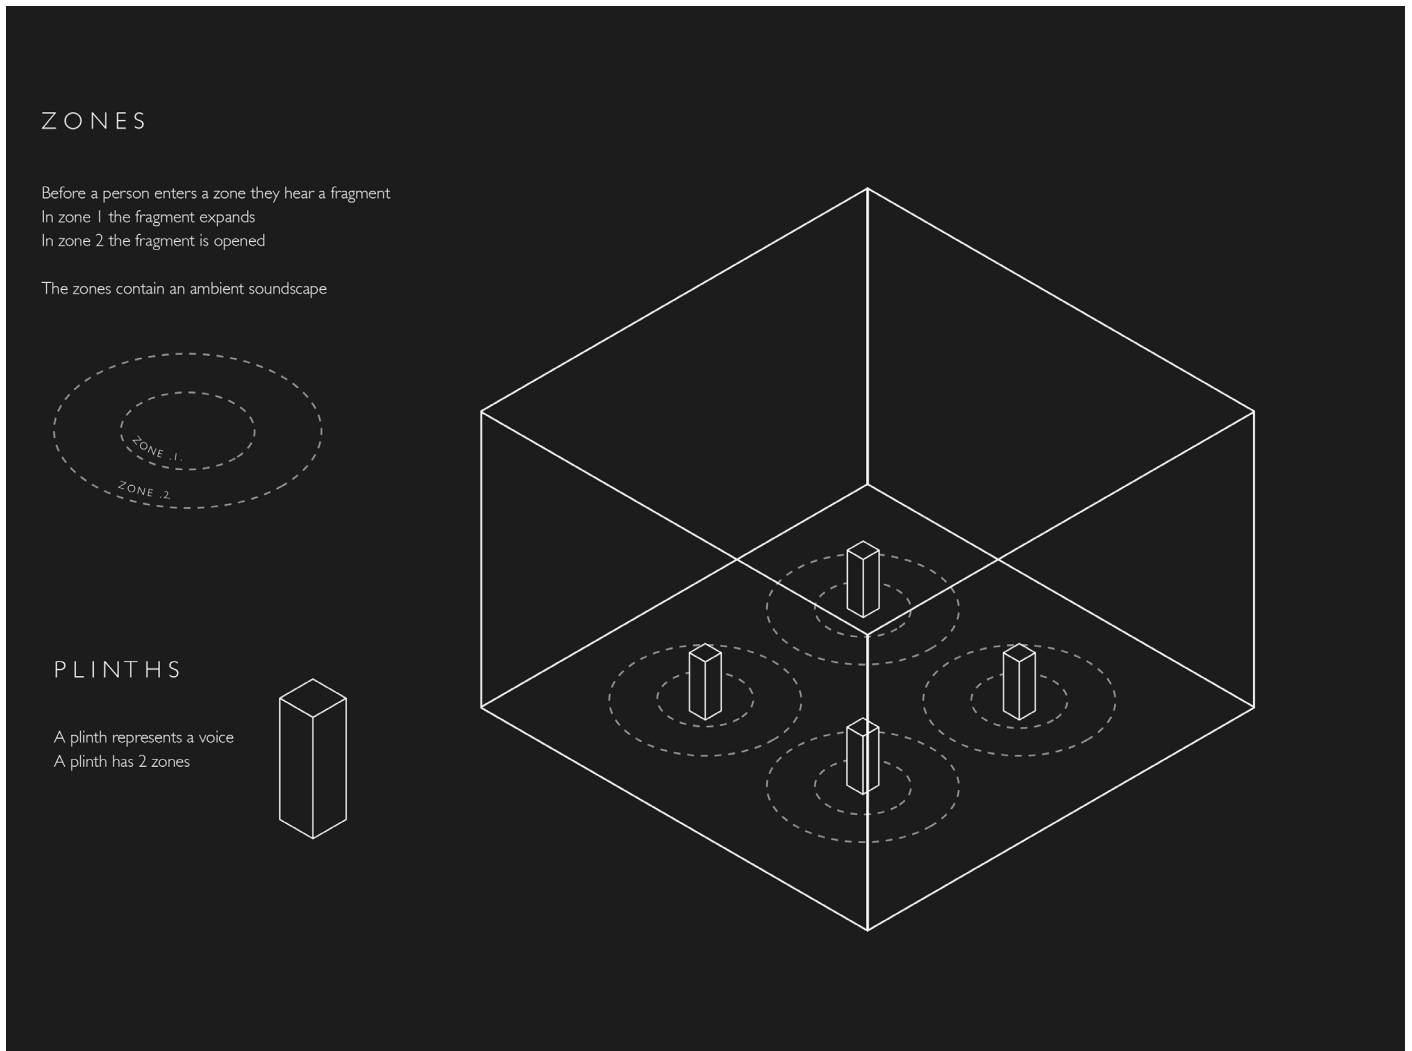 ZONES
Before a person enters a zone they hear a fragment
In zone 1 the fragment expands
In zone 2 the fragment is opened
The zones contain an ambient soundscape
ZONE .1.
ZONE .2
PLINTHS
A plinth represents a voice
A plinth has 2 zones